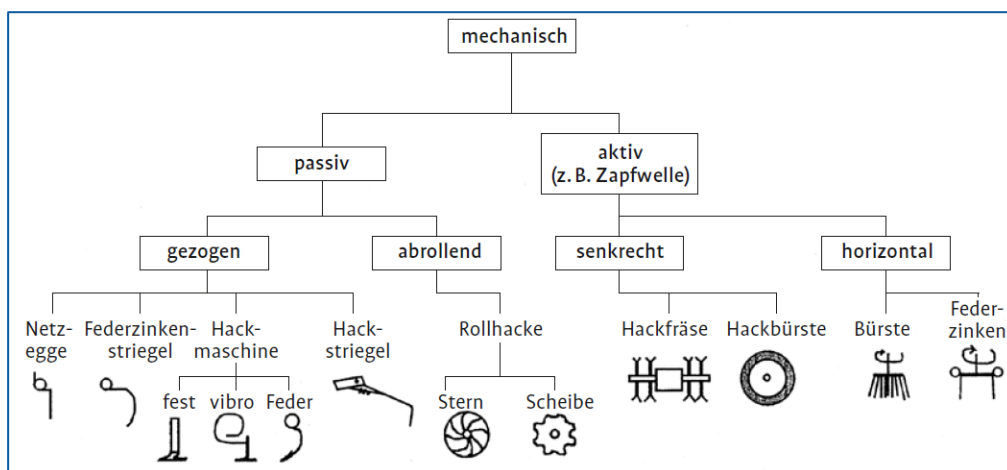 mechanisch
passiv
aktiv
(z. B. Zapfwelle)
gezogen
abrollend
senkrecht
horizontal
Netz-
egge
Federzinken-
striegel
Hack-
maschine
Hack-
striegel
Rollhacke
Hackfräse
Hackbürste
Bürste
Feder-
zinken
fest
vibro
Feder
Stern
Scheibe